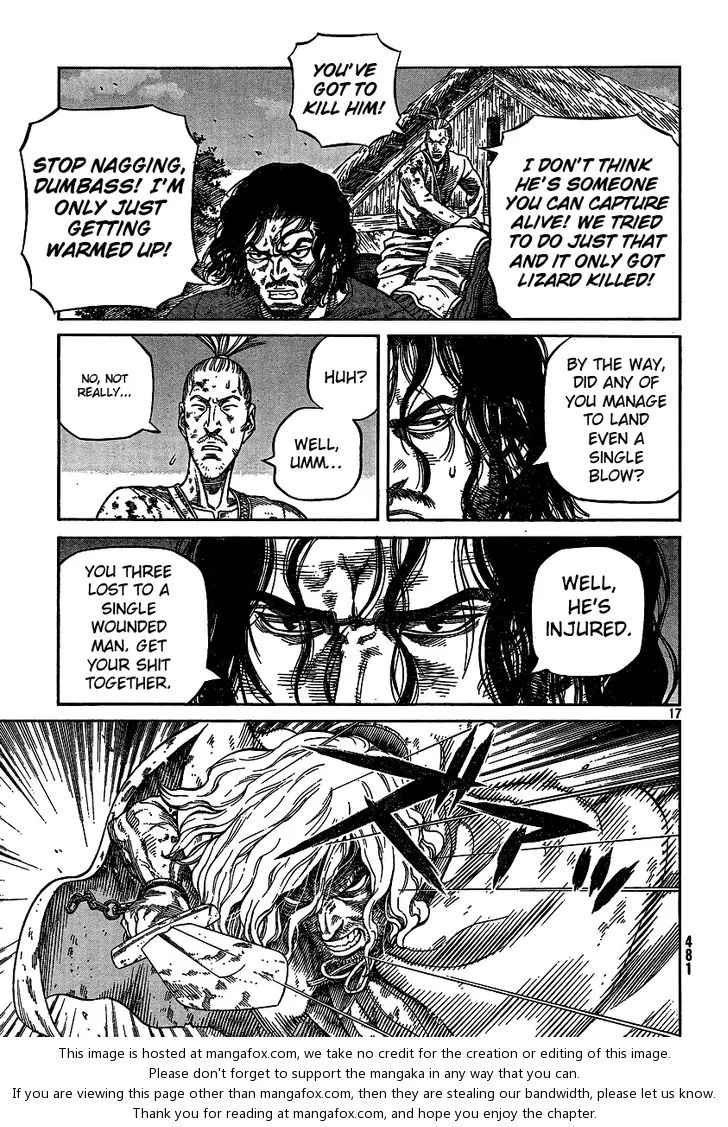 YOU'VE
GOT TO
KILL HIM!
I DON'T THINK
HE'S SOMEONE
YOU CAN CAPTURE
ALIVE! WE TRIED
TO DO JUST THAT
AND IT ONLY GOT
LIZARD KILLED!
STOP NAGGING,
DUMBASS! I'M
ONLY JUST
GETTING
WARMED UP!
BY THE WAY,
DID ANY OF
YOU MANAGE
TO LAND
EVEN A
SINGLE
BLOW?
HUH?
WELL,
UMM...
NO, NOT
REALLY...
WELL,
HE'S
INJURED.
YOU THREE
LOST TO A
SINGLE
WOUNDED
MAN. GET
YOUR SHIT
TOGETHER.
17
481
This image is hosted at mangafox.com, we take no credit for the creation or editing of this image.
Please don't forget to support the mangaka in any way that you can.
If you are viewing this page other than mangafox.com, then they are stealing our bandwidth, please let us know.
Thank you for reading at mangafox.com, and hope you enjoy the chapter.